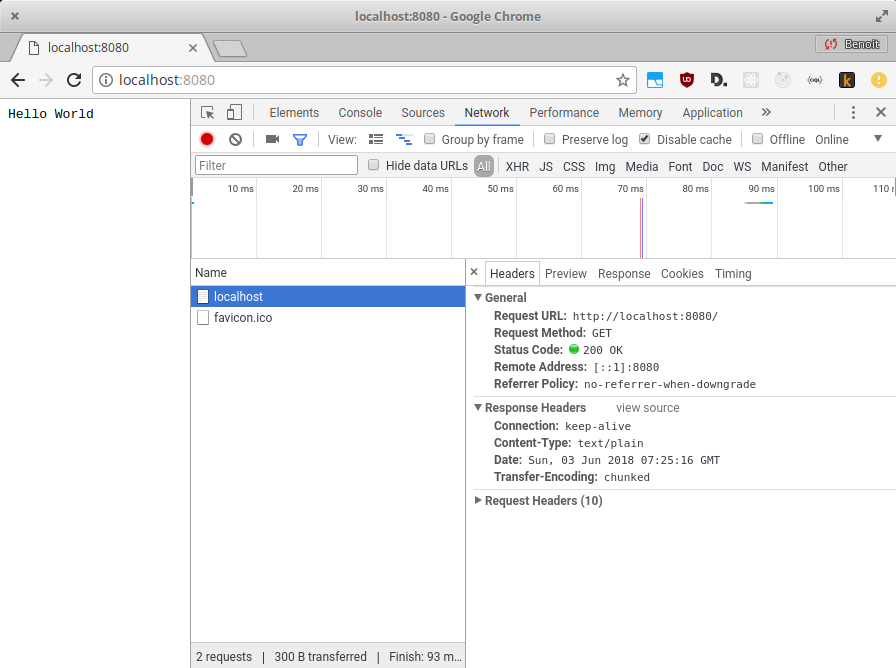 localhost:8080 - Google Chrome
localhost:8080
Benoit
localhost:8080
Hello World
Elements Console Sources Network Performance Memory Application
View: Group by frame Preserve log Disable cache Offline Online
Filter Hide data URLs All XHR JS CSS Img Media Font Doc WS Manifest Other
10 ms 20 ms 30 ms 40 ms 50 ms 60 ms 70 ms 80 ms 90 ms 100 ms 110
Name
localhost
favicon.ico
Headers Preview Response Cookies Timing
General
Request URL: http://localhost:8080/
Request Method: GET
Status Code: 200 OK
Remote Address: [::1]:8080
Referrer Policy: no-referrer-when-downgrade
Response Headers view source
Connection: keep-alive
Content-Type: text/plain
Date: Sun, 03 Jun 2018 07:25:16 GMT
Transfer-Encoding: chunked
Request Headers (10)
2 requests | 300 B transferred | Finish: 93 m...